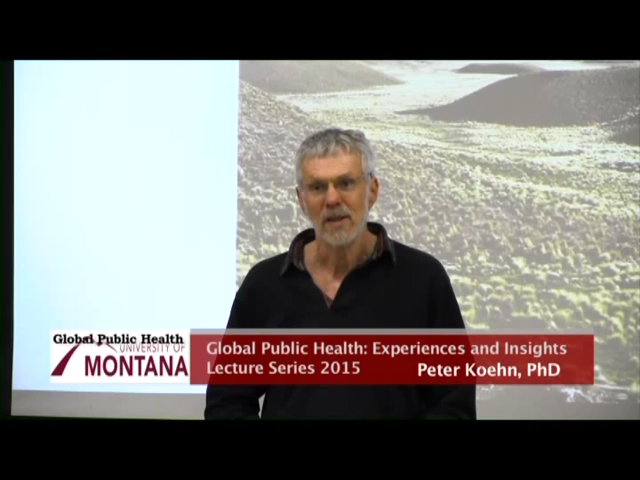 Global Public Health
UNIVERSITY OF
MONTANA
Global Public Health: Experiences and Insights
Lecture Series 2015
Peter Koehn, PhD